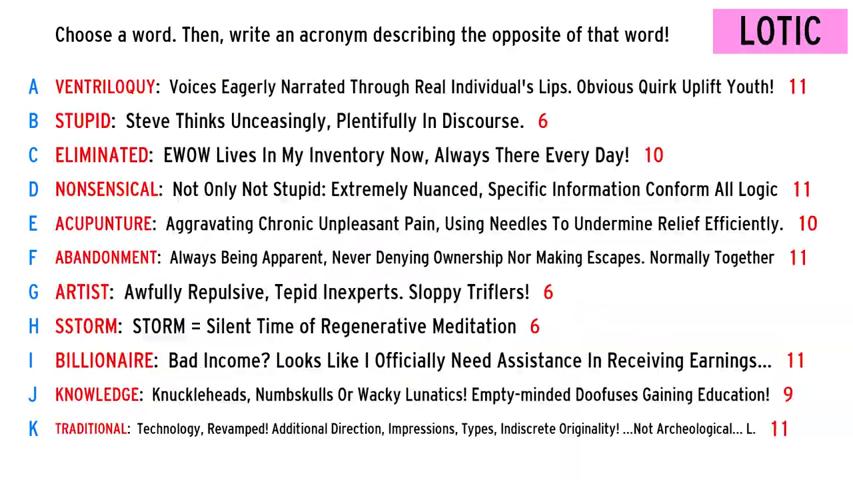 Choose a word. Then, write an acronym describing the opposite of that word!
LOTIC
A VENTRILOQUY: Voices Eagerly Narrated Through Real Individual's Lips. Obvious Quirk Uplift Youth! 11
B STUPID: Steve Thinks Unceasingly, Plentifully In Discourse. 6
C ELIMINATED: EWOW Lives In My Inventory Now, Always There Every Day! 10
D NONSENSICAL: Not Only Not Stupid: Extremely Nuanced, Specific Information Conform All Logic 11
E ACUPUNTURE: Aggravating Chronic Unpleasant Pain, Using Needles To Undermine Relief Efficiently. 10
F ABANDONMENT: Always Being Apparent, Never Denying Ownership Nor Making Escapes. Normally Together 11
G ARTIST: Awfully Repulsive, Tepid Inexperts. Sloppy Triflers! 6
H SSTORM: STORM = Silent Time of Regenerative Meditation 6
I BILLIONAIRE: Bad Income? Looks Like I Officially Need Assistance In Receiving Earnings... 11
J KNOWLEDGE: Knuckleheads, Numbskulls Or Wacky Lunatics! Empty-minded Doofuses Gaining Education! 9
K TRADITIONAL: Technology, Revamped! Additional Direction, Impressions, Types, Indiscrete Originality! ...Not Archeological... L. 11